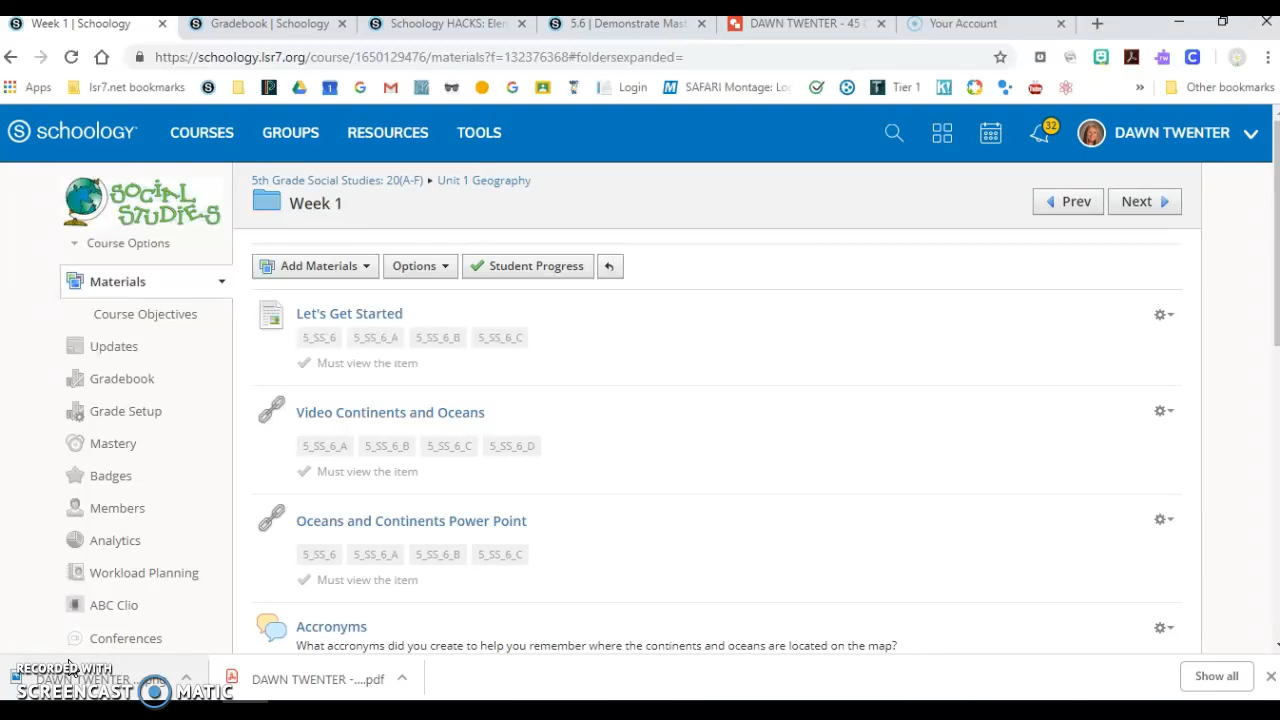 Week 1 | Schoology
Gradebook | Schoology
Schoology HACKS: Elen
5.6 | Demonstrate Mast
DAWN TWENTER - 45
Your Account
https://schoology.lsr7.org/course/1650129476/materials?f=132376368#foldersexpanded=
Apps
lsr7.net bookmarks
Login
SAFARI Montage: Lo
Tier 1
Other bookmarks
schoology
COURSES
GROUPS
RESOURCES
TOOLS
32
DAWN TWENTER
SOCIAL STUDIES
Course Options
Materials
Course Objectives
Updates
Gradebook
Grade Setup
Mastery
Badges
Members
Analytics
Workload Planning
ABC Clio
Conferences
5th Grade Social Studies: 20(A-F) ▸ Unit 1 Geography
Week 1
Prev
Next
Add Materials
Options
Student Progress
Let's Get Started
5_SS_6 5_SS_6_A 5_SS_6_B 5_SS_6_C
Must view the item
Video Continents and Oceans
5_SS_6_A 5_SS_6_B 5_SS_6_C 5_SS_6_D
Must view the item
Oceans and Continents Power Point
5_SS_6 5_SS_6_A 5_SS_6_B 5_SS_6_C
Must view the item
Accronyms
What accronyms did you create to help you remember where the continents and oceans are located on the map?
RECORDED WITH
SCREENCAST MATIC
DAWN TWENTER ....png
DAWN TWENTER -....pdf
Show all